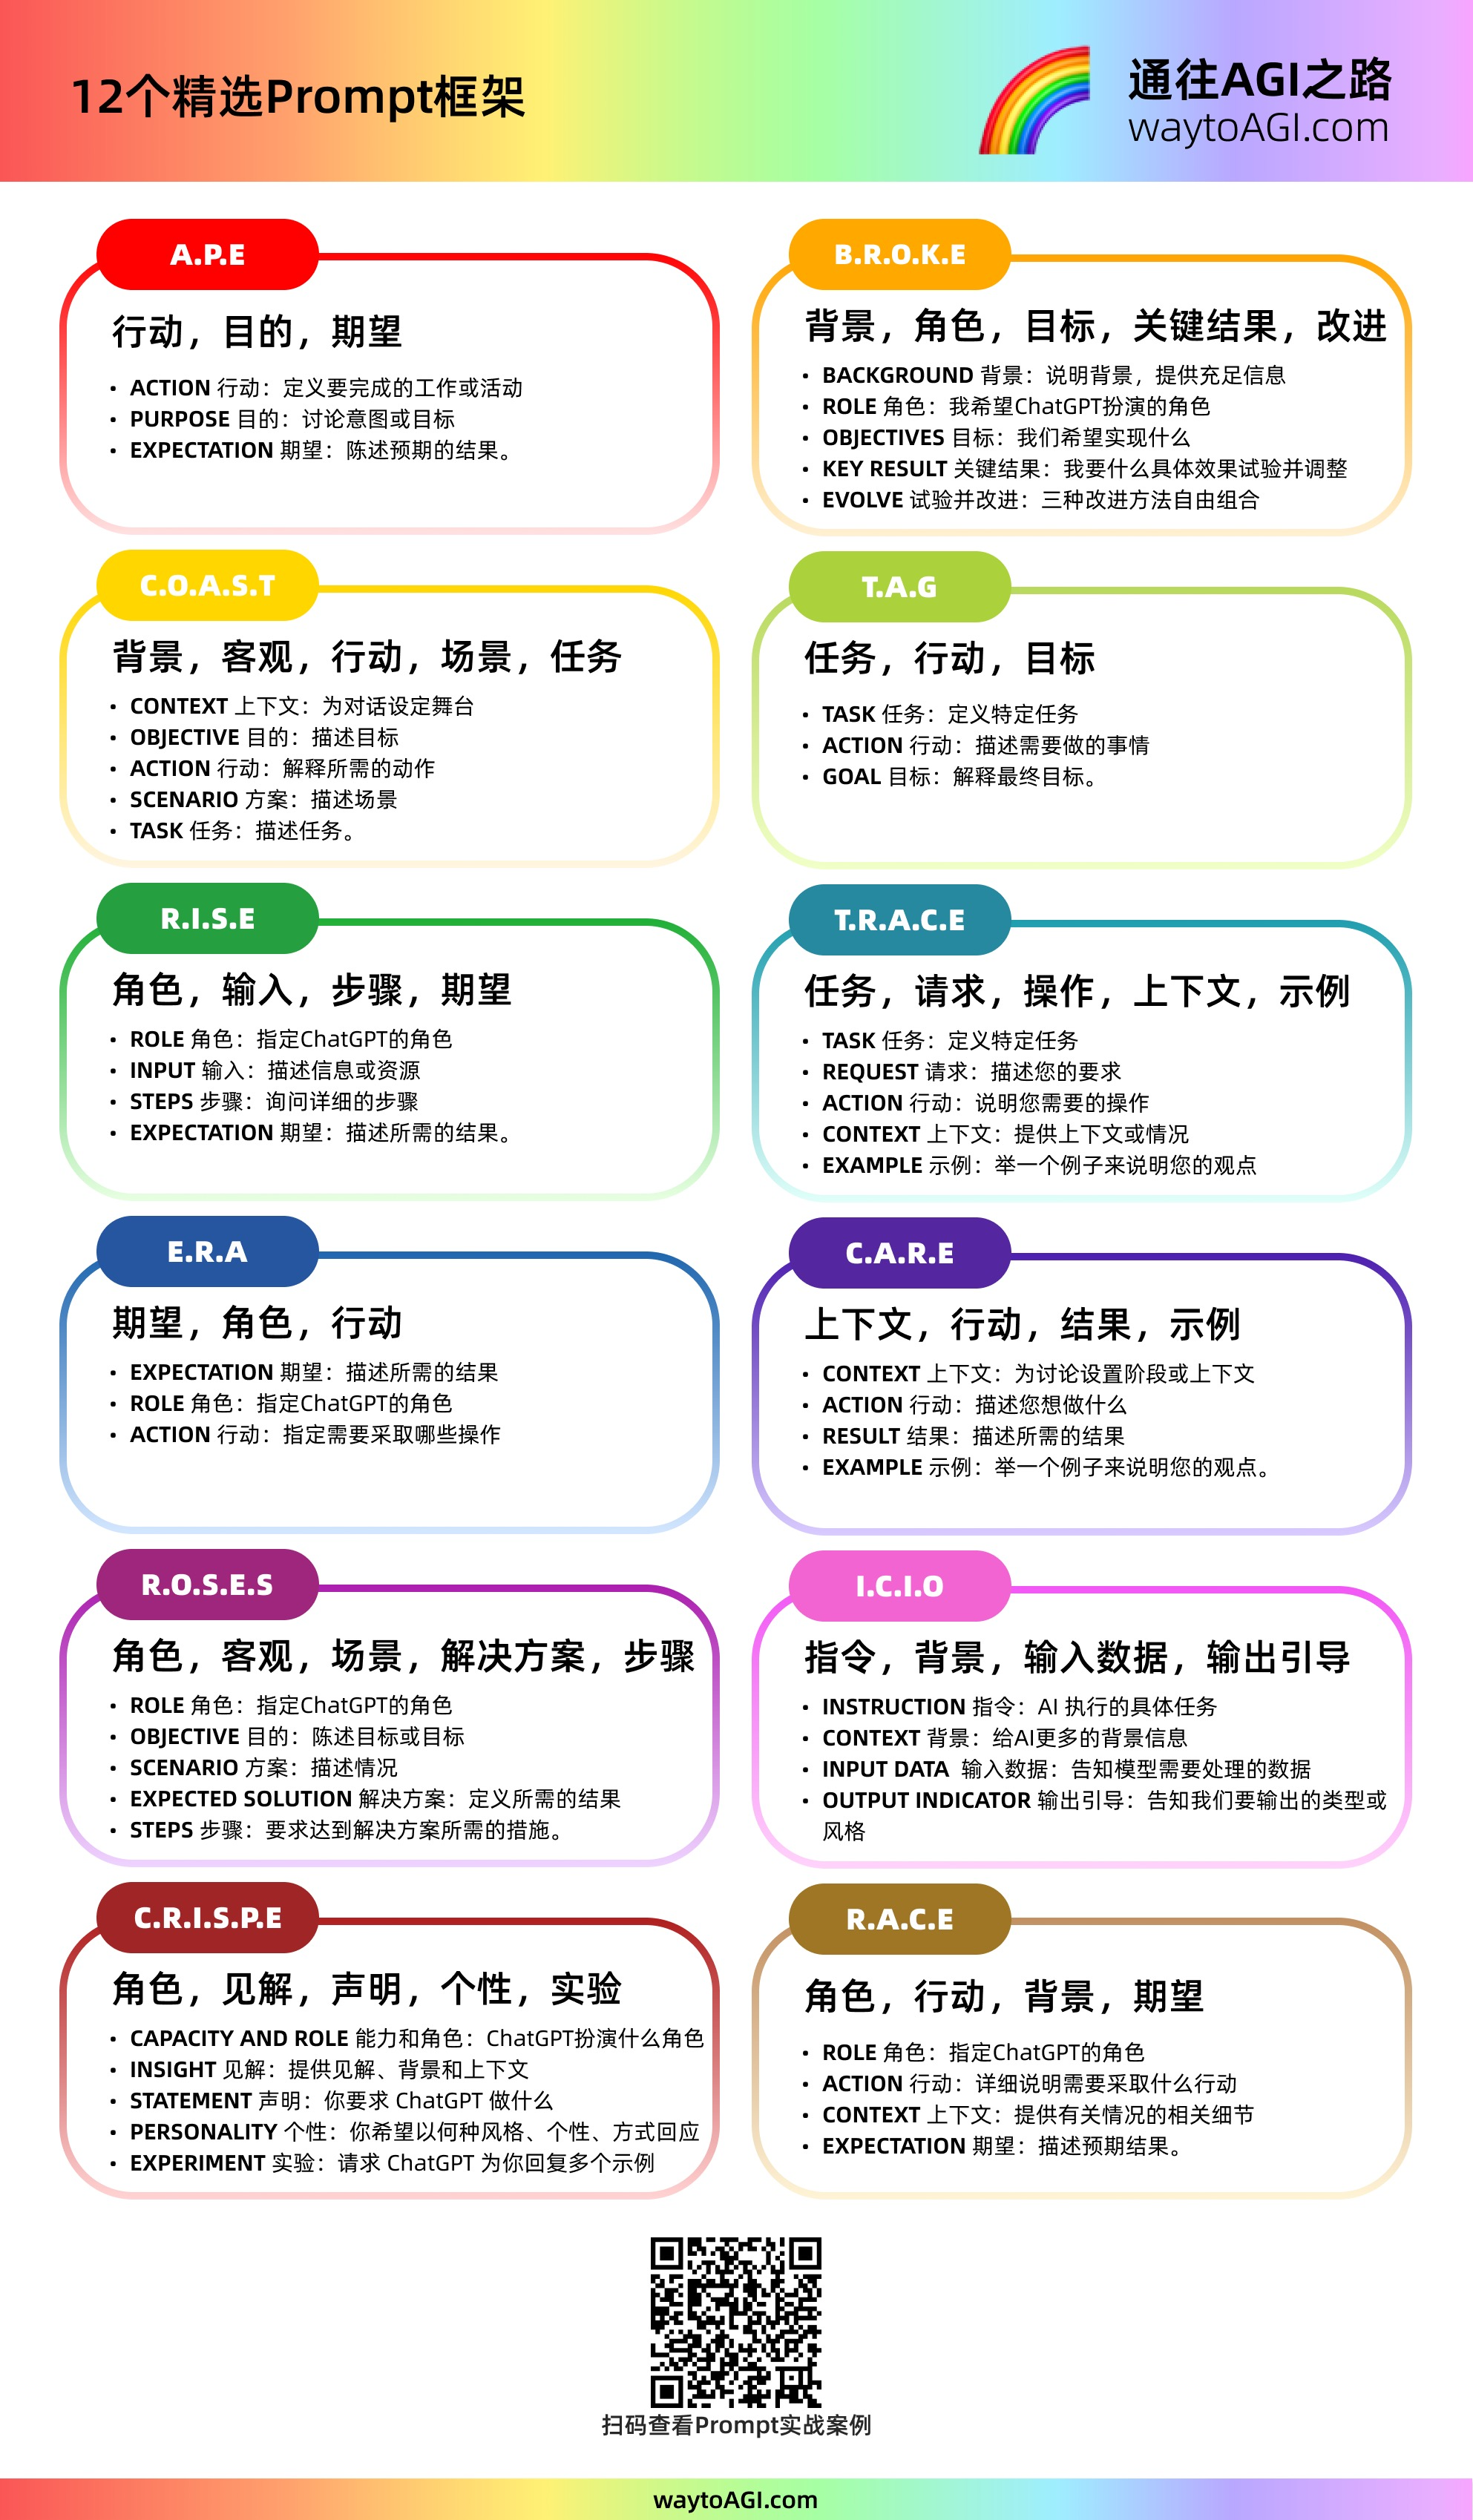 12个精选Prompt框架
通往AGI之路
waytoAGI.com
A.P.E
行动，目的，期望
• ACTION 行动：定义要完成的工作或活动
• PURPOSE 目的：讨论意图或目标
• EXPECTATION 期望：陈述预期的结果。
B.R.O.K.E
背景，角色，目标，关键结果，改进
• BACKGROUND 背景：说明背景，提供充足信息
• ROLE 角色：我希望ChatGPT扮演的角色
• OBJECTIVES 目标：我们希望实现什么
• KEY RESULT 关键结果：我要什么具体效果试验并调整
• EVOLVE 试验并改进：三种改进方法自由组合
C.O.A.S.T
背景，客观，行动，场景，任务
• CONTEXT 上下文：为对话设定舞台
• OBJECTIVE 目的：描述目标
• ACTION 行动：解释所需的动作
• SCENARIO 方案：描述场景
• TASK 任务：描述任务。
T.A.G
任务，行动，目标
• TASK 任务：定义特定任务
• ACTION 行动：描述需要做的事情
• GOAL 目标：解释最终目标。
R.I.S.E
角色，输入，步骤，期望
• ROLE 角色：指定ChatGPT的角色
• INPUT 输入：描述信息或资源
• STEPS 步骤：询问详细的步骤
• EXPECTATION 期望：描述所需的结果。
T.R.A.C.E
任务，请求，操作，上下文，示例
• TASK 任务：定义特定任务
• REQUEST 请求：描述您的要求
• ACTION 行动：说明您需要的操作
• CONTEXT 上下文：提供上下文或情况
• EXAMPLE 示例：举一个例子来说明您的观点
E.R.A
期望，角色，行动
• EXPECTATION 期望：描述所需的结果
• ROLE 角色：指定ChatGPT的角色
• ACTION 行动：指定需要采取哪些操作
C.A.R.E
上下文，行动，结果，示例
• CONTEXT 上下文：为讨论设置阶段或上下文
• ACTION 行动：描述您想做什么
• RESULT 结果：描述所需的结果
• EXAMPLE 示例：举一个例子来说明您的观点。
R.O.S.E.S
角色，客观，场景，解决方案，步骤
• ROLE 角色：指定ChatGPT的角色
• OBJECTIVE 目的：陈述目标或目标
• SCENARIO 方案：描述情况
• EXPECTED SOLUTION 解决方案：定义所需的结果
• STEPS 步骤：要求达到解决方案所需的措施。
I.C.I.O
指令，背景，输入数据，输出引导
• INSTRUCTION 指令：AI 执行的具体任务
• CONTEXT 背景：给AI更多的背景信息
• INPUT DATA 输入数据：告知模型需要处理的数据
• OUTPUT INDICATOR 输出引导：告知我们要输出的类型或
风格
C.R.I.S.P.E
角色，见解，声明，个性，实验
• CAPACITY AND ROLE 能力和角色：ChatGPT扮演什么角色
• INSIGHT 见解：提供见解、背景和上下文
• STATEMENT 声明：你要求 ChatGPT 做什么
• PERSONALITY 个性：你希望以何种风格、个性、方式回应
• EXPERIMENT 实验：请求 ChatGPT 为你回复多个示例
R.A.C.E
角色，行动，背景，期望
• ROLE 角色：指定ChatGPT的角色
• ACTION 行动：详细说明需要采取什么行动
• CONTEXT 上下文：提供有关情况的相关细节
• EXPECTATION 期望：描述预期结果。
扫码查看Prompt实战案例
waytoAGI.com